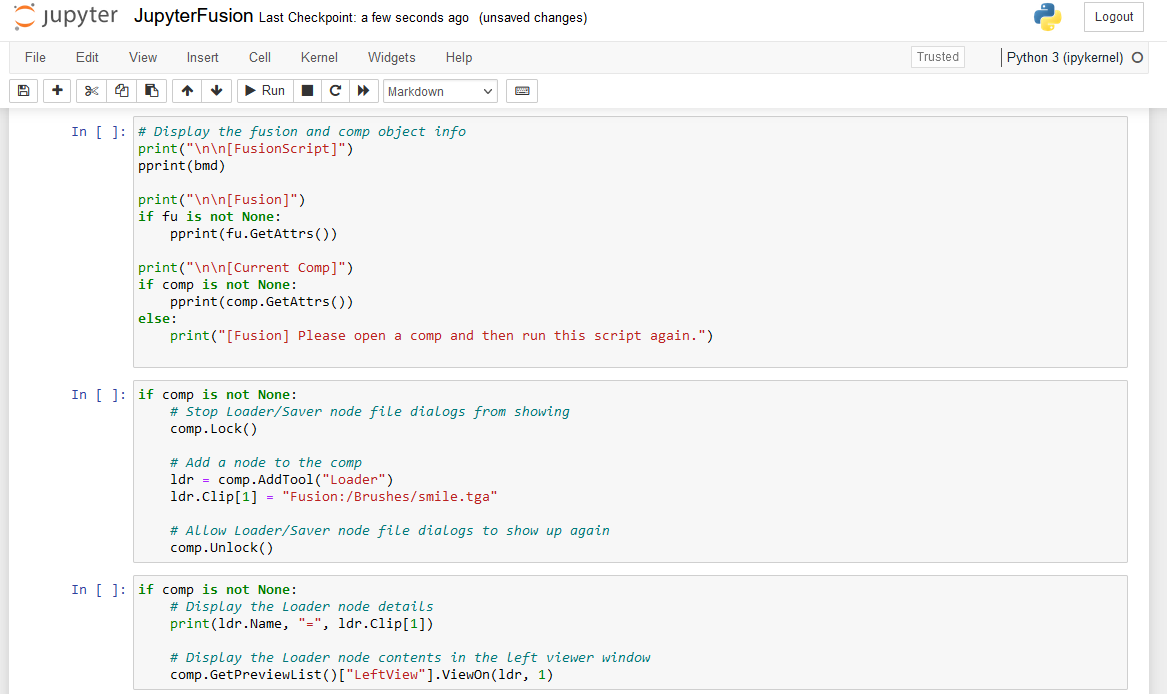 jupyter JupyterFusion Last Checkpoint: a few seconds ago (unsaved changes)
Logout
File Edit View Insert Cell Kernel Widgets Help
Trusted
Python 3 (ipykernel)
Run
Markdown
In [ ]:
# Display the fusion and comp object info
print("\n\n[FusionScript]")
pprint(bmd)

print("\n\n[Fusion]")
if fu is not None:
    pprint(fu.GetAttrs())

print("\n\n[Current Comp]")
if comp is not None:
    pprint(comp.GetAttrs())
else:
    print("[Fusion] Please open a comp and then run this script again.")

In [ ]:
if comp is not None:
    # Stop Loader/Saver node file dialogs from showing
    comp.Lock()

    # Add a node to the comp
    ldr = comp.AddTool("Loader")
    ldr.Clip[1] = "Fusion:/Brushes/smile.tga"

    # Allow Loader/Saver node file dialogs to show up again
    comp.Unlock()

In [ ]:
if comp is not None:
    # Display the Loader node details
    print(ldr.Name, "=", ldr.Clip[1])

    # Display the Loader node contents in the left viewer window
    comp.GetPreviewList()["LeftView"].ViewOn(ldr, 1)